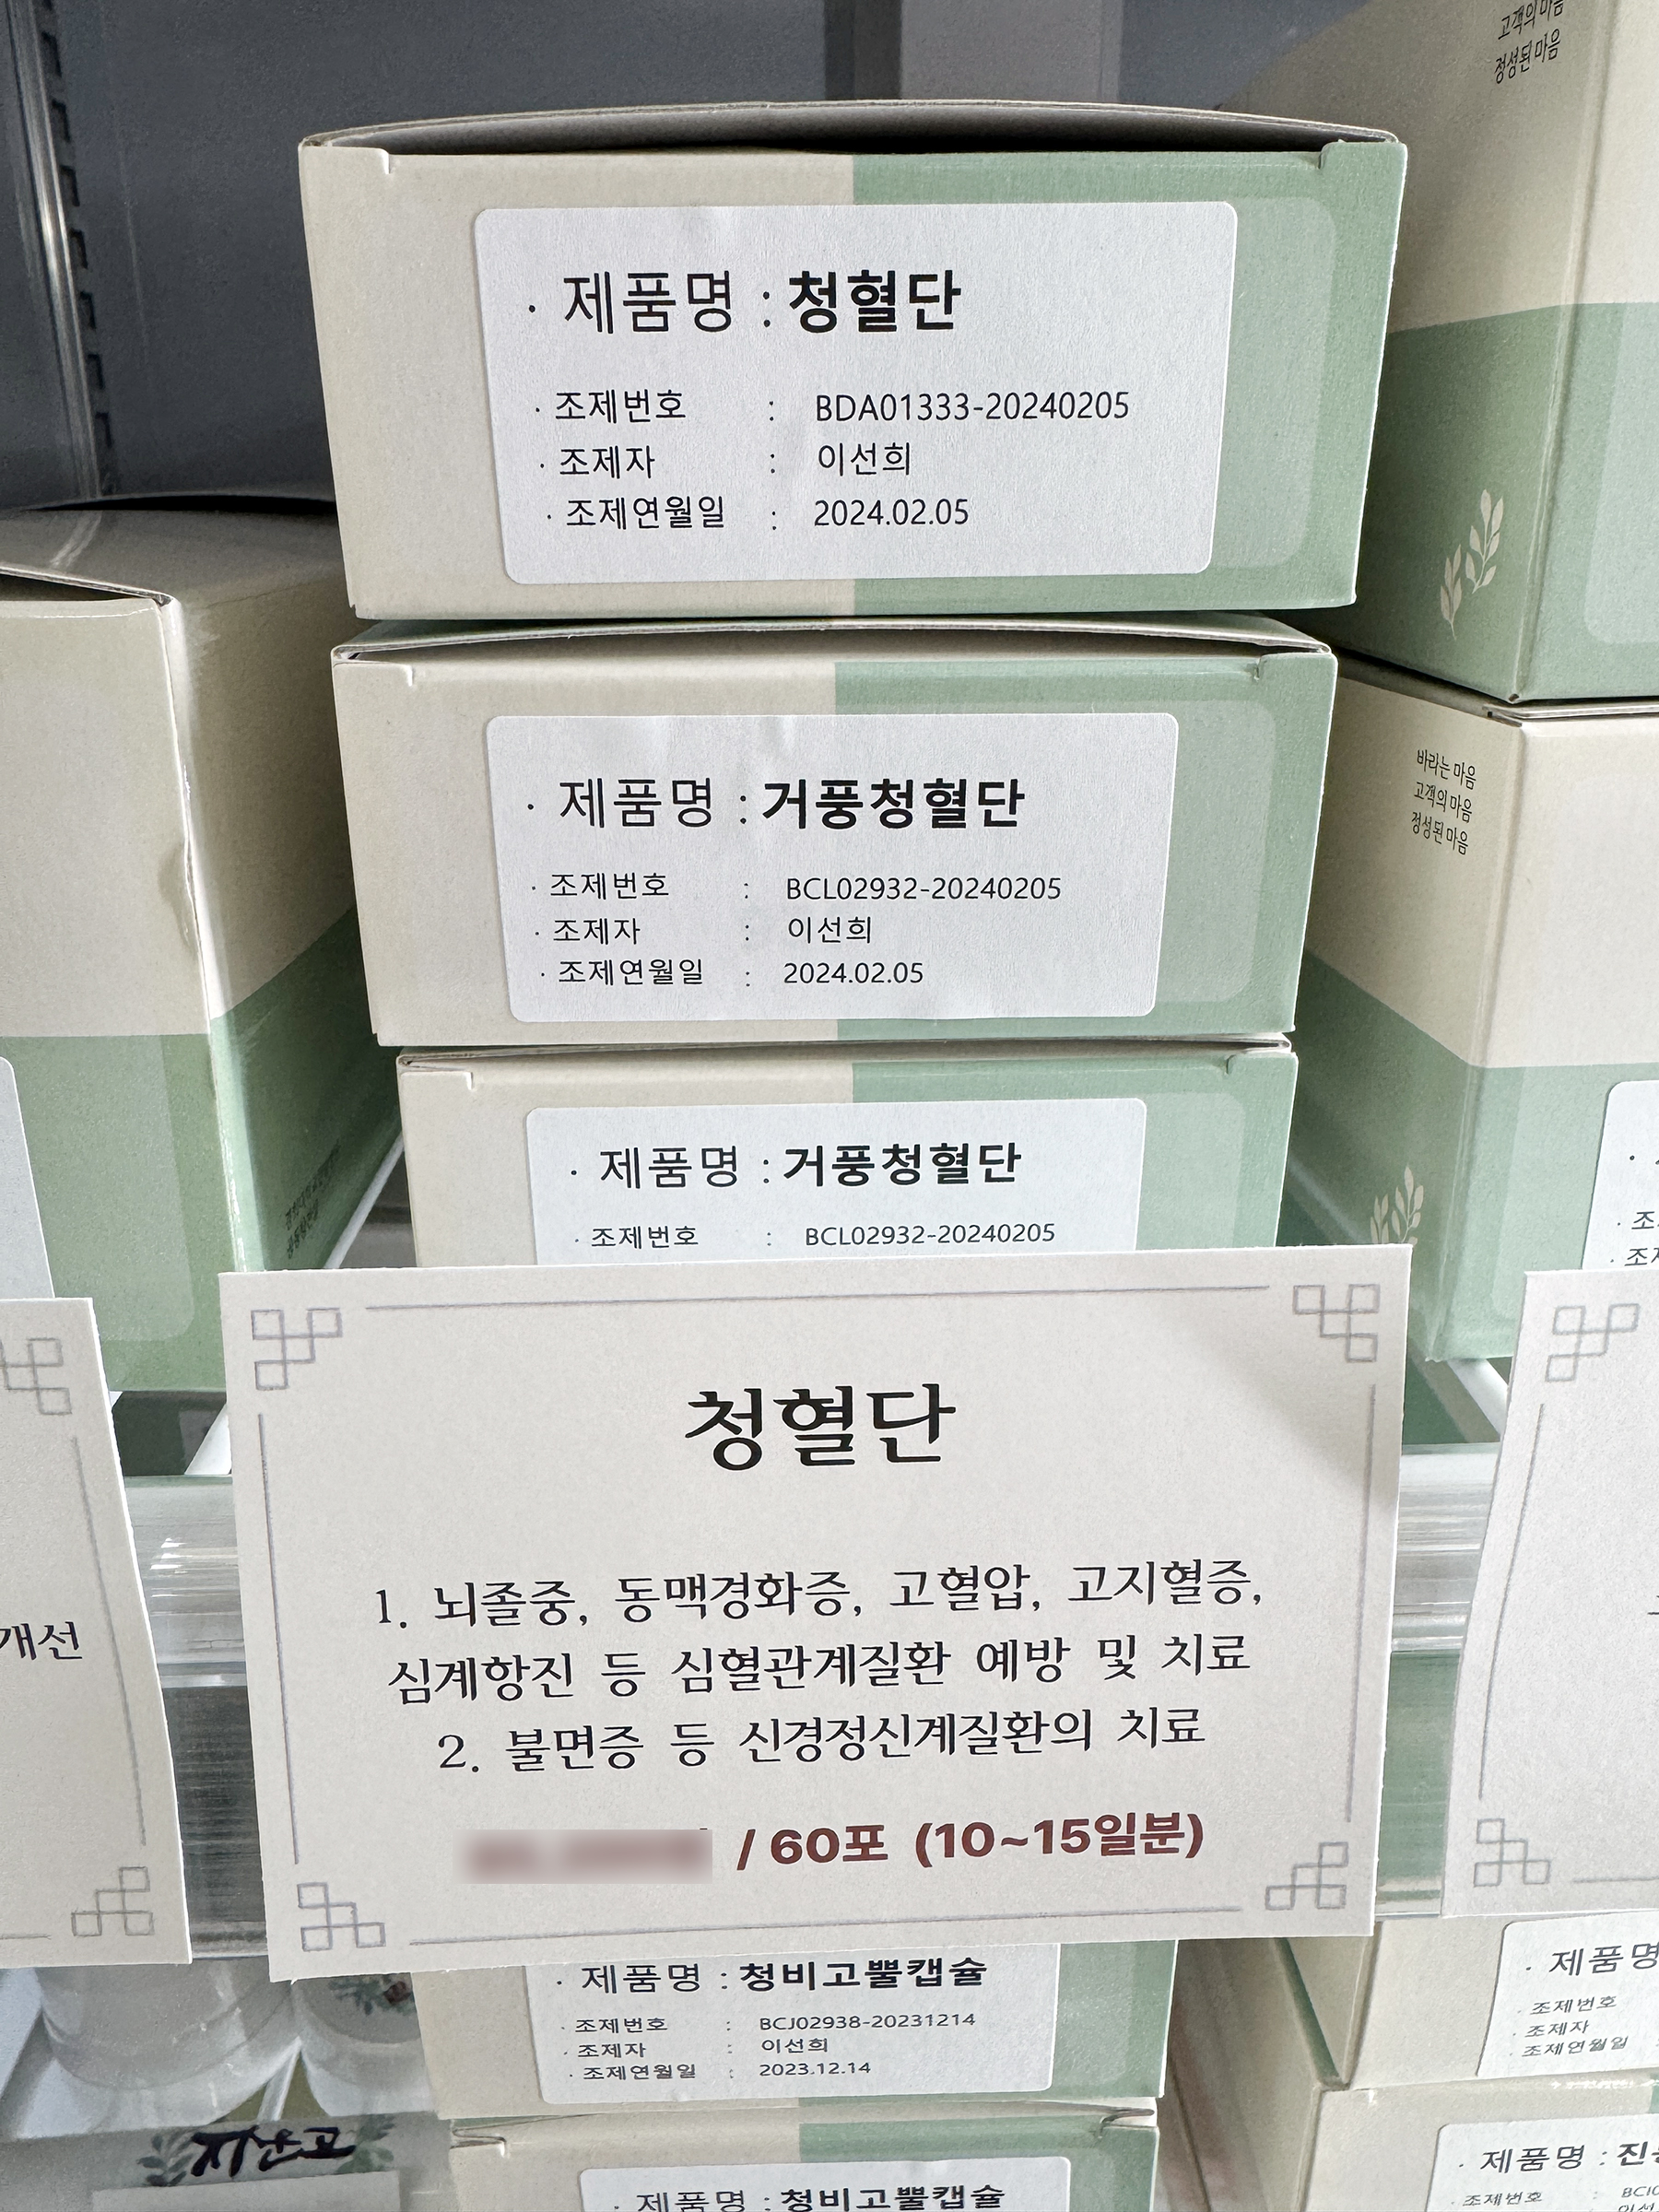 고객의 마음
정성된 마음
· 제품명 : 청혈단
· 조제번호 : BDA01333-20240205
· 조제자 : 이선희
· 조제연월일 : 2024.02.05
· 제품명 : 거풍청혈단
· 조제번호 : BCL02932-20240205
· 조제자 : 이선희
· 조제연월일 : 2024.02.05
바라는 마음
고객의 마음
정성된 마음
· 제품명 : 거풍청혈단
· 조제번호 : BCL02932-20240205
청혈단
1. 뇌졸중, 동맥경화증, 고혈압, 고지혈증,
심계항진 등 심혈관계질환 예방 및 치료
2. 불면증 등 신경정신계질환의 치료
/ 60포 (10~15일분)
개선
· 제품명 : 청비고뿔캡슐
· 조제번호 : BCJ02938-20231214
· 조제자 : 이선희
· 조제연월일 : 2023.12.14
· 제품명
· 조제번호
· 조제자
· 조제연월일
지난고
· 제품명 : 청비고뿔캡슐
· 제품명 :
· 조제번호 :